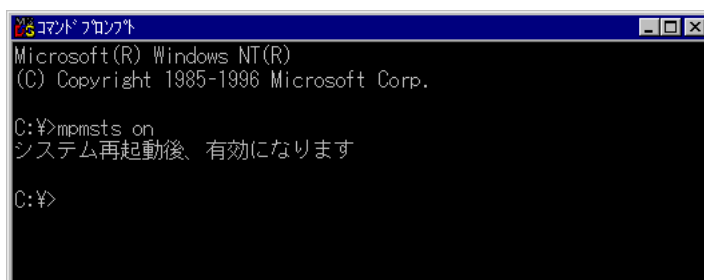 ｺﾏﾝﾄﾞ ﾌﾟﾛﾝﾌﾟﾄ
Microsoft(R) Windows NT(R)
(C) Copyright 1985-1996 Microsoft Corp.
C:¥>mpmsts on
システム再起動後、有効になります
C:¥>